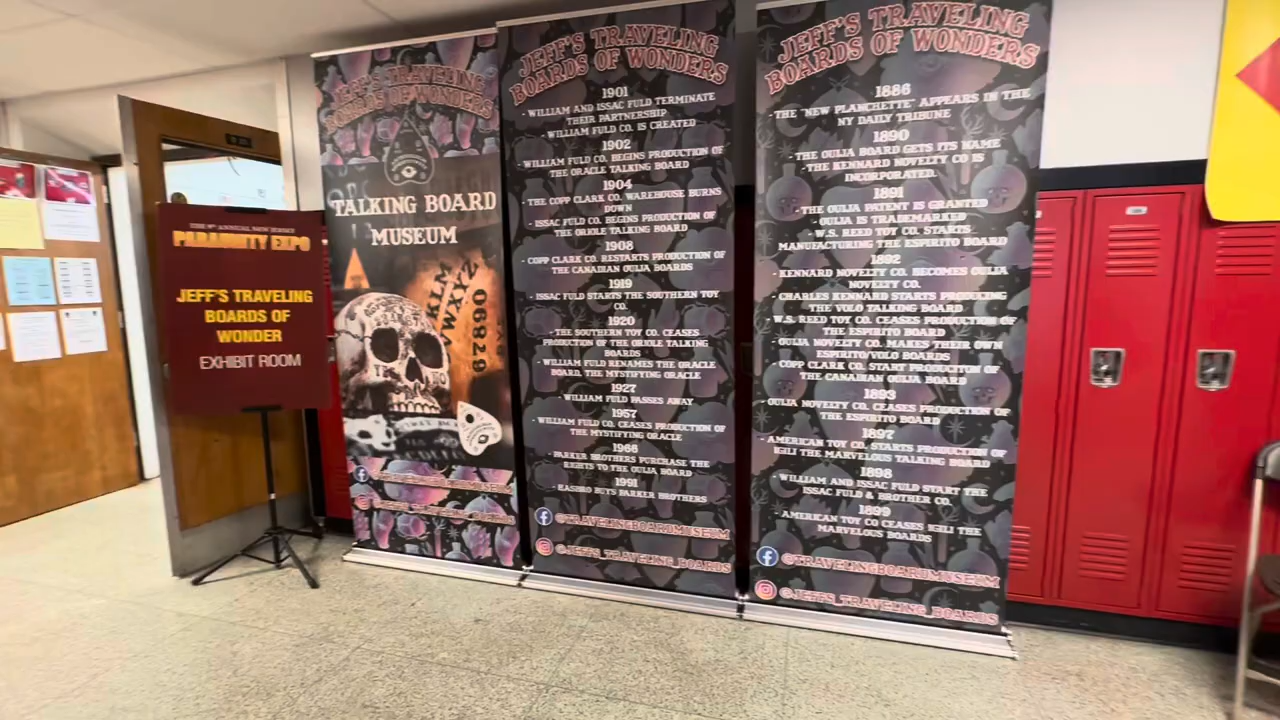 THE 9TH ANNUAL NEW JERSEY
PARAUNITY EXPO
JEFF'S TRAVELING
BOARDS OF
WONDER
EXHIBIT ROOM
JEFF'S TRAVELING
BOARDS OF WONDERS
TALKING BOARD
MUSEUM
KLM
VWXYZ
67890
JEFF'S TRAVELING
BOARDS OF WONDERS
1901
- WILLIAM AND ISSAC FULD TERMINATE
THEIR PARTNERSHIP
- WILLIAM FULD CO. IS CREATED
1902
- WILLIAM FULD CO. BEGINS PRODUCTION OF
THE ORACLE TALKING BOARD
1904
- THE COPP CLARK CO. WAREHOUSE BURNS
DOWN
- ISSAC FULD CO. BEGINS PRODUCTION OF
THE ORIOLE TALKING BOARD
1908
- COPP CLARK CO. RESTARTS PRODUCTION OF
THE CANADIAN OUIJA BOARDS
1919
- ISSAC FULD STARTS THE SOUTHERN TOY
CO.
1920
- THE SOUTHERN TOY CO. CEASES
PRODUCTION OF THE ORIOLE TALKING
BOARDS
- WILLIAM FULD RENAMES THE ORACLE
BOARD, THE MYSTIFYING ORACLE
1927
- WILLIAM FULD PASSES AWAY
1957
- WILLIAM FULD CO. CEASES PRODUCTION OF
THE MYSTIFYING ORACLE
1966
- PARKER BROTHERS PURCHASE THE
RIGHTS TO THE OUIJA BOARD
1991
- HASBRO BUYS PARKER BROTHERS
@TRAVELINGBOARDMUSEUM
@JEFFS_TRAVELING_BOARDS
JEFF'S TRAVELING
BOARDS OF WONDERS
1886
- THE "NEW PLANCHETTE" APPEARS IN THE
NY DAILY TRIBUNE
1890
- THE OUIJA BOARD GETS ITS NAME
- THE KENNARD NOVELTY CO IS
INCORPORATED.
1891
- THE OUIJA PATENT IS GRANTED
- OUIJA IS TRADEMARKED
- W.S. REED TOY CO. STARTS
MANUFACTURING THE ESPIRITO BOARD
1892
- KENNARD NOVELTY CO. BECOMES OUIJA
NOVELTY CO.
- CHARLES KENNARD STARTS PRODUCING
THE VOLO TALKING BOARD
- W.S. REED TOY CO. CEASES PRODUCTION OF
THE ESPIRITO BOARD
- OUIJA NOVELTY CO. MAKES THEIR OWN
ESPIRITO/VOLO BOARDS
- COPP CLARK CO. START PRODUCITON OF
THE CANADIAN OUIJA BOARD
1893
- OUIJA NOVELTY CO. CEASES PRODUCTION OF
THE ESPIRITO BOARD
1897
- AMERICAN TOY CO. STARTS PRODUCTION OF
IGILI THE MARVELOUS TALKING BOARD
1898
- WILLIAM AND ISSAC FULD START THE
ISSAC FULD & BROTHER CO.
1899
- AMERICAN TOY CO CEASES IGILI THE
MARVELOUS BOARDS
@TRAVELINGBOARDMUSEUM
@JEFFS_TRAVELING_BOARDS